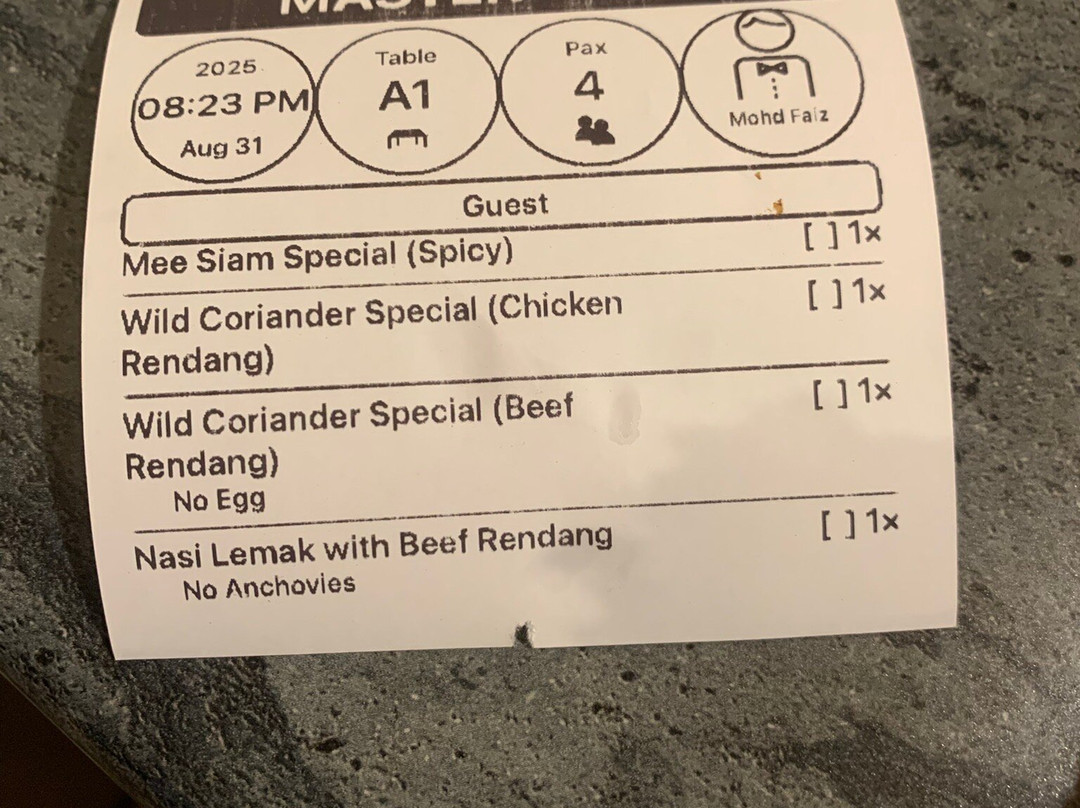 2025
08:23 PM
Aug 31
Table
A1
Pax
4
Mohd Faiz
Guest
Mee Siam Special (Spicy) [ ] 1x
Wild Coriander Special (Chicken [ ] 1x
Rendang)
Wild Coriander Special (Beef [ ] 1x
Rendang)
No Egg
Nasi Lemak with Beef Rendang [ ] 1x
No Anchovies